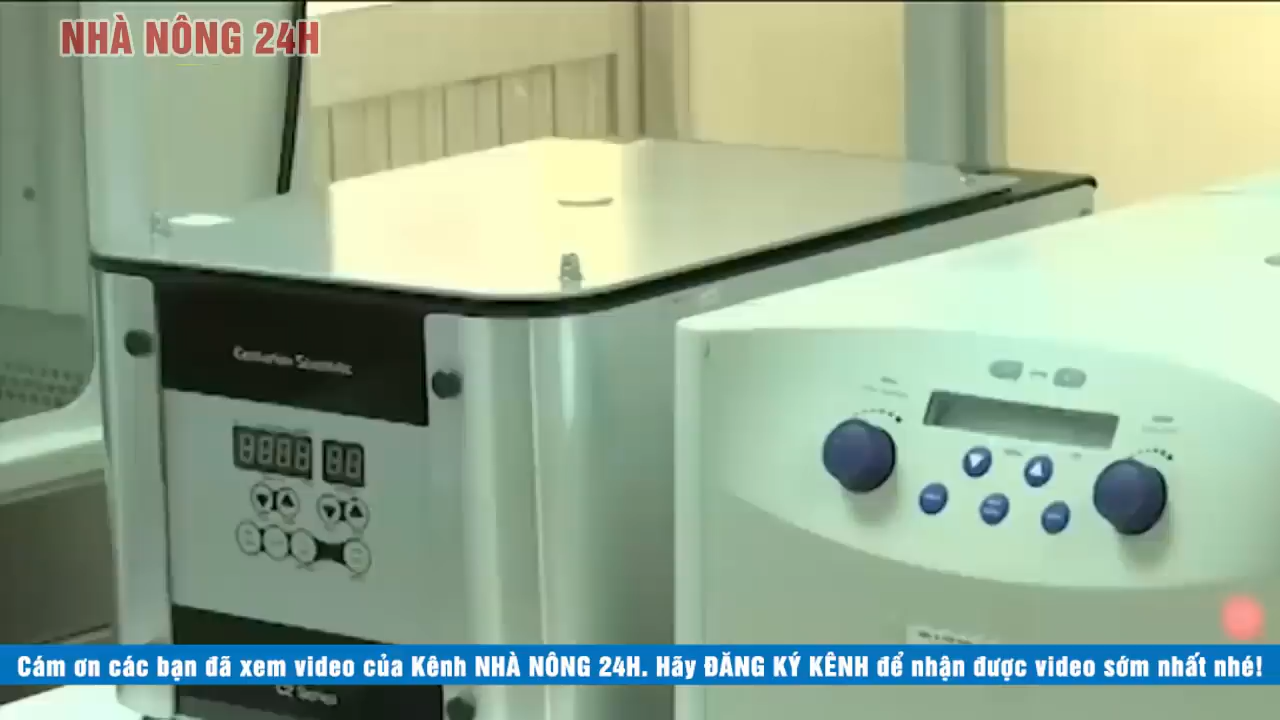 NHÀ NÔNG 24H
Centurion Scientific
Cám ơn các bạn đã xem video của Kênh NHÀ NÔNG 24H. Hãy ĐĂNG KÝ KÊNH để nhận được video sớm nhất nhé!